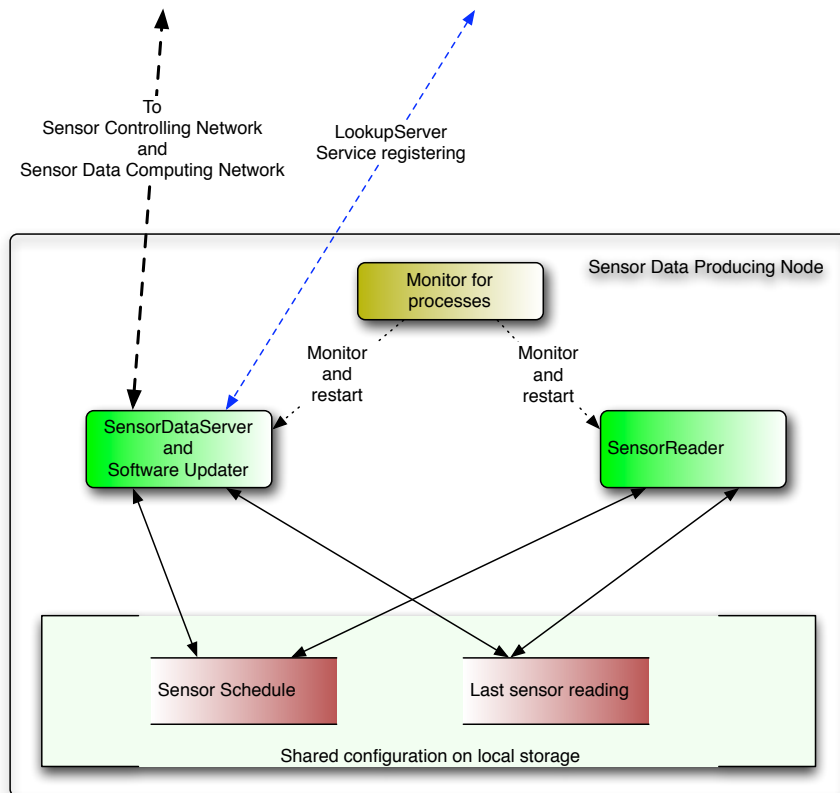 To
Sensor Controlling Network
and
Sensor Data Computing Network
LookupServer
Service registering
Sensor Data Producing Node
Monitor for
processes
Monitor
and
restart
Monitor
and
restart
SensorDataServer
and
Software Updater
SensorReader
Sensor Schedule
Last sensor reading
Shared configuration on local storage